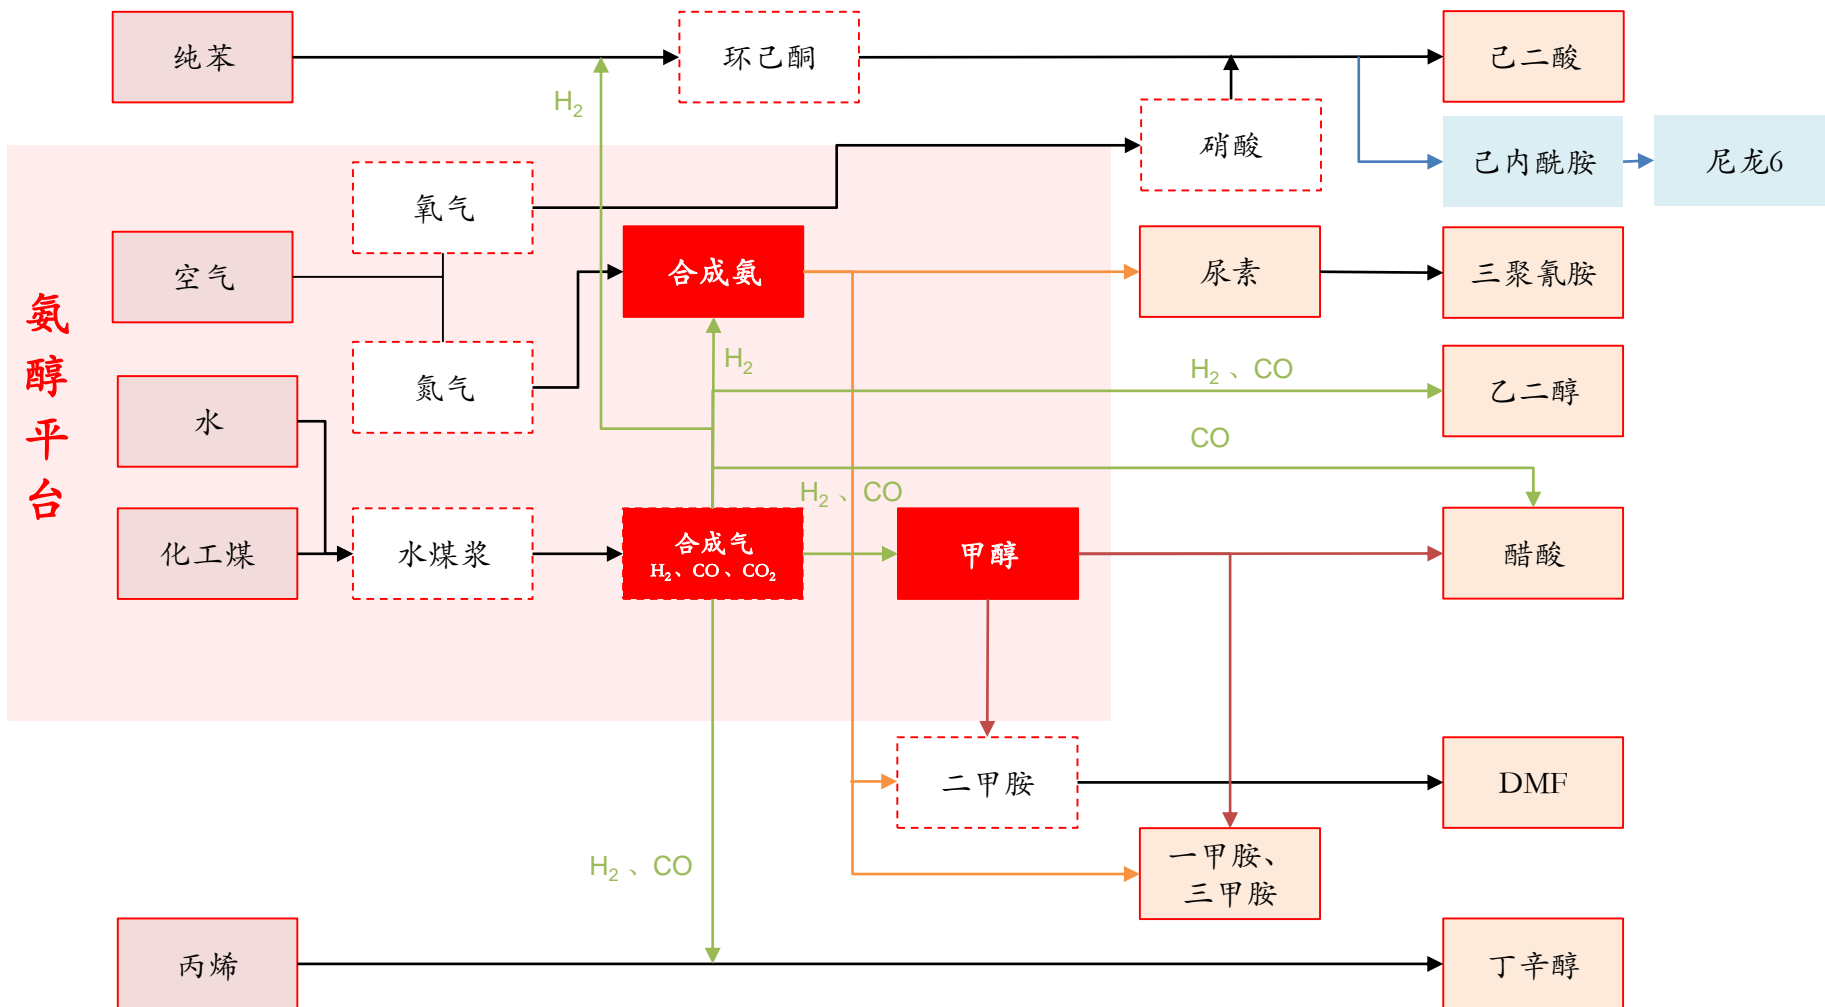 纯苯
环己酮
己二酸
H₂
硝酸
己内酰胺
尼龙6
氧气
空气
合成氨
尿素
三聚氰胺
氨醇平台
H₂
氮气
H₂、CO
乙二醇
水
CO
H₂、CO
化工煤
水煤浆
合成气
H₂、CO、CO₂
甲醇
醋酸
二甲胺
DMF
H₂、CO
一甲胺、
三甲胺
丙烯
丁辛醇